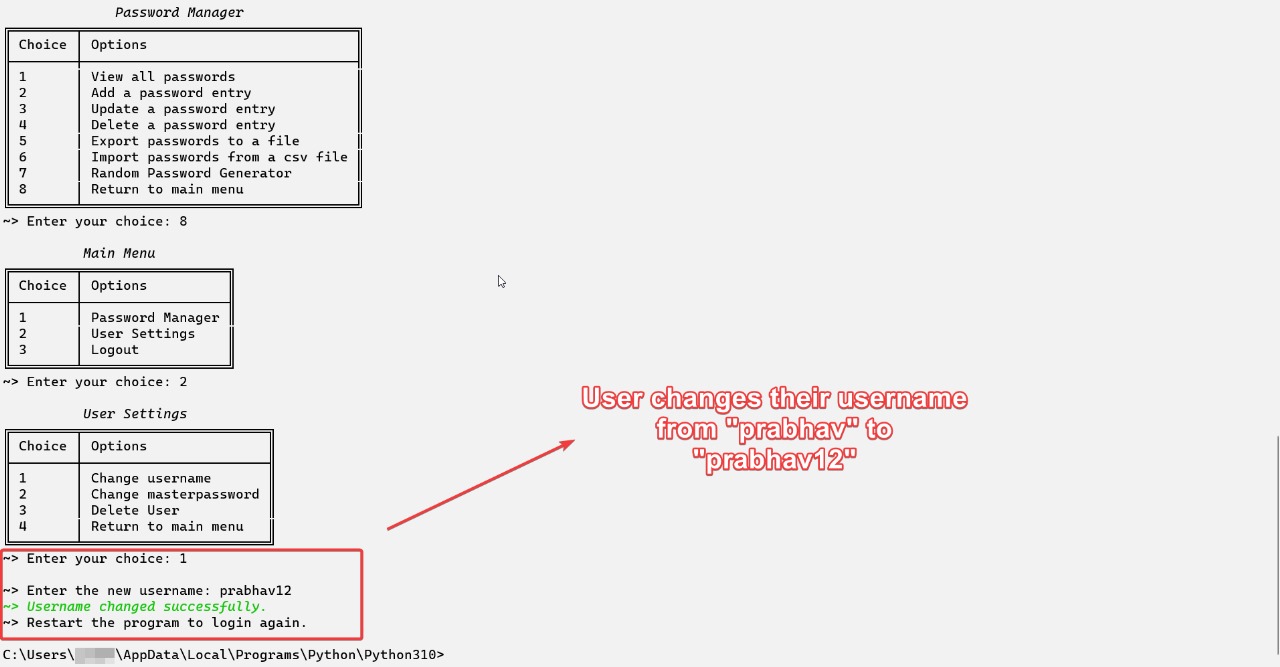 Password Manager
Choice Options
1 View all passwords
2 Add a password entry
3 Update a password entry
4 Delete a password entry
5 Export passwords to a file
6 Import passwords from a csv file
7 Random Password Generator
8 Return to main menu
~> Enter your choice: 8
Main Menu
Choice Options
1 Password Manager
2 User Settings
3 Logout
~> Enter your choice: 2
User Settings
Choice Options
1 Change username
2 Change masterpassword
3 Delete User
4 Return to main menu
~> Enter your choice: 1
~> Enter the new username: prabhav12
~> Username changed successfully.
~> Restart the program to login again.
C:\Users\ \AppData\Local\Programs\Python\Python310>
User changes their username
from "prabhav" to
"prabhav12"